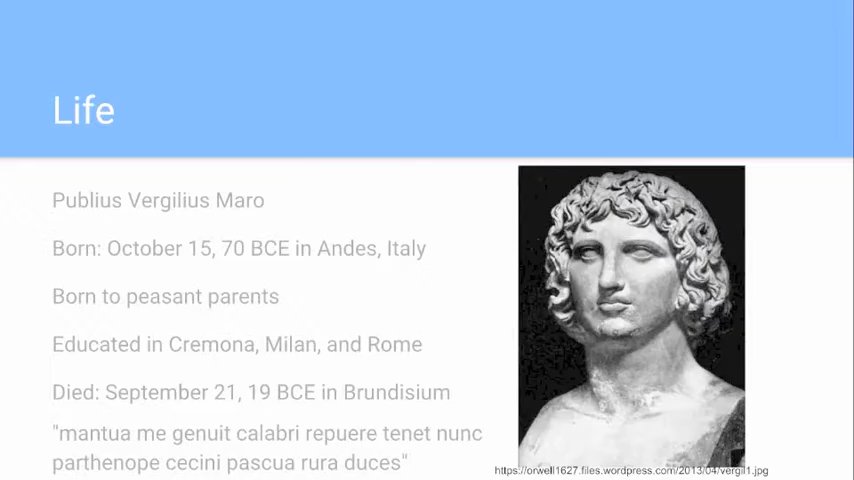 Life
Publius Vergilius Maro
Born: October 15, 70 BCE in Andes, Italy
Born to peasant parents
Educated in Cremona, Milan, and Rome
Died: September 21, 19 BCE in Brundisium
"mantua me genuit calabri repuere tenet nunc
parthenope cecini pascua rura duces"
https://orwell1627.files.wordpress.com/2013/04/vergil1.jpg